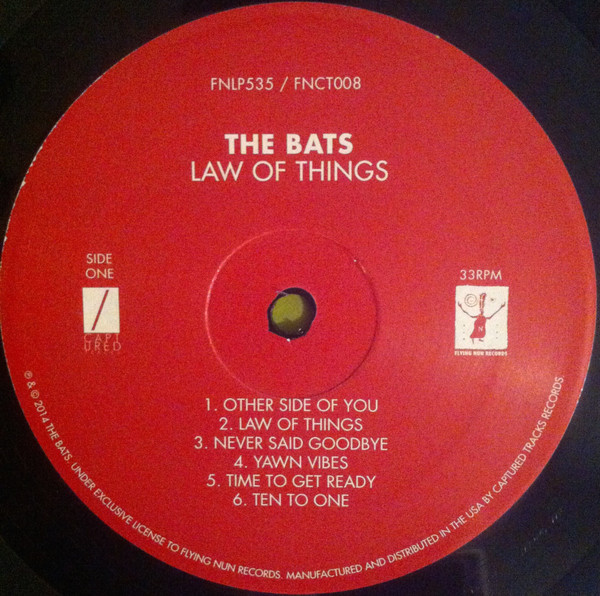 FNLP535 / FNCT008
THE BATS
LAW OF THINGS
SIDE
ONE
CAPT
URED
33RPM
FLYING NUN RECORDS
1. OTHER SIDE OF YOU
2. LAW OF THINGS
3. NEVER SAID GOODBYE
4. YAWN VIBES
5. TIME TO GET READY
6. TEN TO ONE
℗ & © 2014 THE BATS. UNDER EXCLUSIVE LICENSE TO FLYING NUN RECORDS. MANUFACTURED AND DISTRIBUTED IN THE USA BY CAPTURED TRACKS RECORDS.